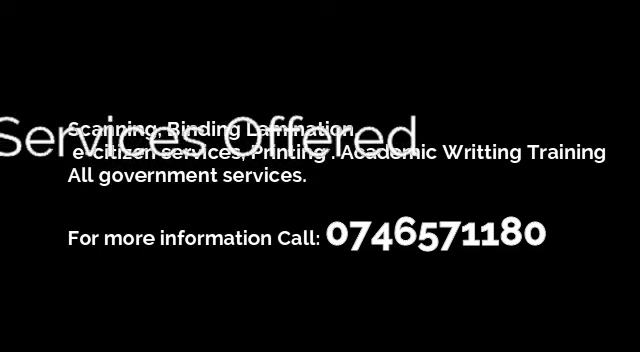 Services Offered
Scanning, Binding Lamination,
e-citizen services, Printing . Academic Writting Training
All government services.
For more information Call: 0746571180